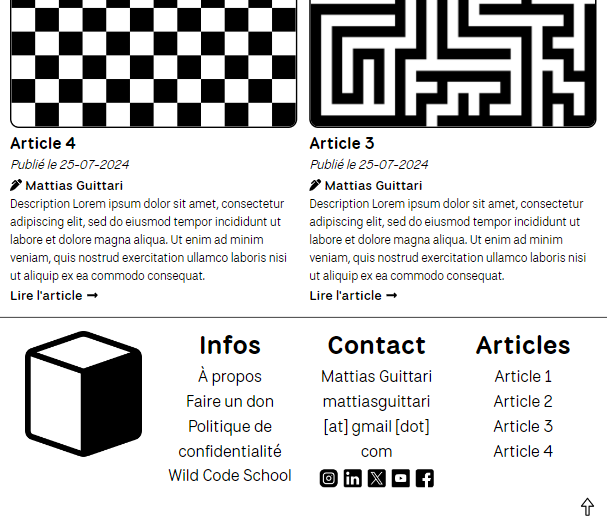 Article 4
Publié le 25-07-2024
Mattias Guittari
Description Lorem ipsum dolor sit amet, consectetur
adipiscing elit, sed do eiusmod tempor incididunt ut
labore et dolore magna aliqua. Ut enim ad minim
veniam, quis nostrud exercitation ullamco laboris nisi
ut aliquip ex ea commodo consequat.
Lire l'article ➞
Article 3
Publié le 25-07-2024
Mattias Guittari
Description Lorem ipsum dolor sit amet, consectetur
adipiscing elit, sed do eiusmod tempor incididunt ut
labore et dolore magna aliqua. Ut enim ad minim
veniam, quis nostrud exercitation ullamco laboris nisi
ut aliquip ex ea commodo consequat.
Lire l'article ➞
Infos
À propos
Faire un don
Politique de
confidentialité
Wild Code School
Contact
Mattias Guittari
mattiasguittari
[at] gmail [dot]
com
Articles
Article 1
Article 2
Article 3
Article 4